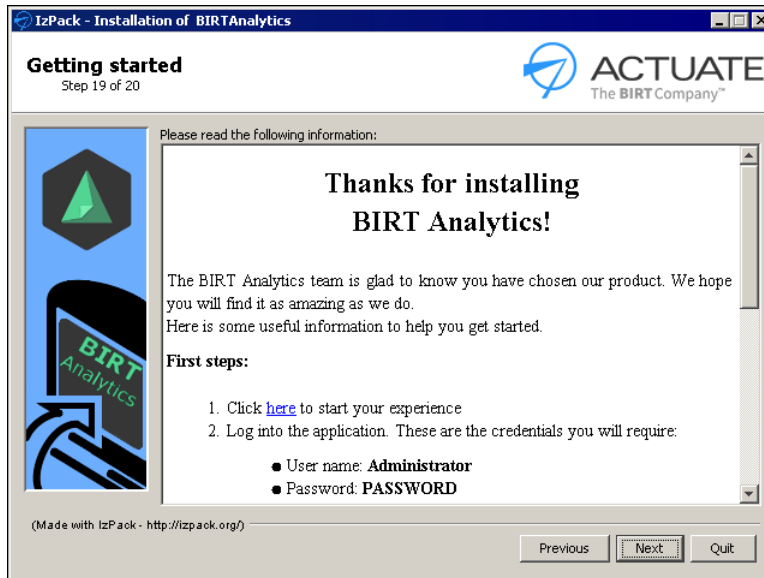 IzPack - Installation of BIRTAnalytics
Getting started
Step 19 of 20
ACTUATE
The BIRT Company™
Please read the following information:
Thanks for installing
BIRT Analytics!
The BIRT Analytics team is glad to know you have chosen our product. We hope
you will find it as amazing as we do.
Here is some useful information to help you get started.
First steps:
1. Click here to start your experience
2. Log into the application. These are the credentials you will require:
● User name: Administrator
● Password: PASSWORD
BIRT
Analytics
(Made with IzPack - http://izpack.org/)
Previous
Next
Quit